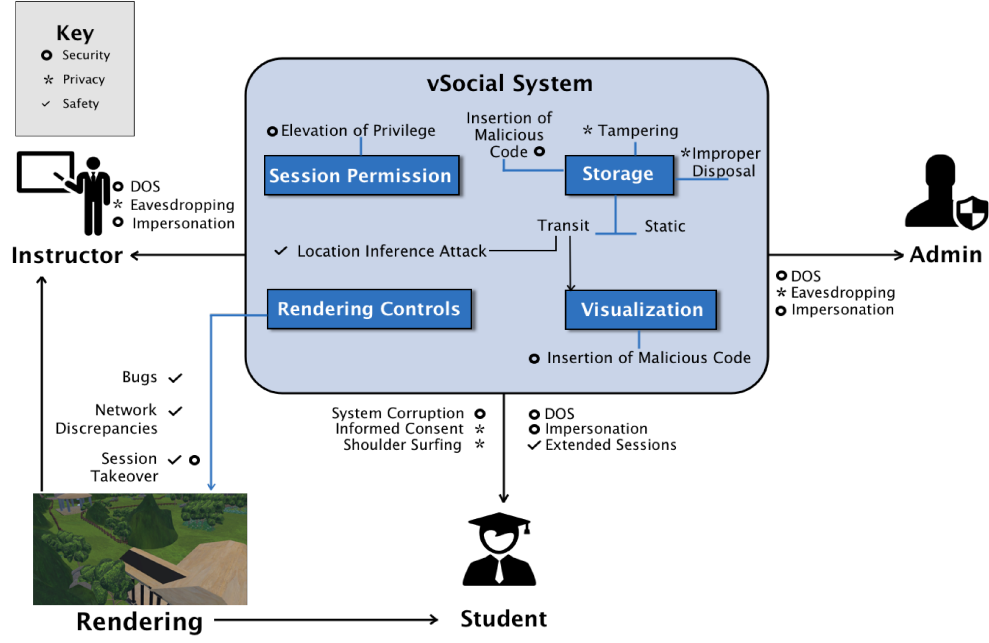 Key
Security
Privacy
Safety
vSocial System
Elevation of Privilege
Session Permission
Insertion of
Malicious
Code
Tampering
Improper
Disposal
Storage
Transit
Static
Location Inference Attack
Rendering Controls
Visualization
Insertion of Malicious Code
DOS
Eavesdropping
Impersonation
Instructor
Admin
DOS
Eavesdropping
Impersonation
Bugs
Network
Discrepancies
Session
Takeover
System Corruption
Informed Consent
Shoulder Surfing
DOS
Impersonation
Extended Sessions
Rendering
Student